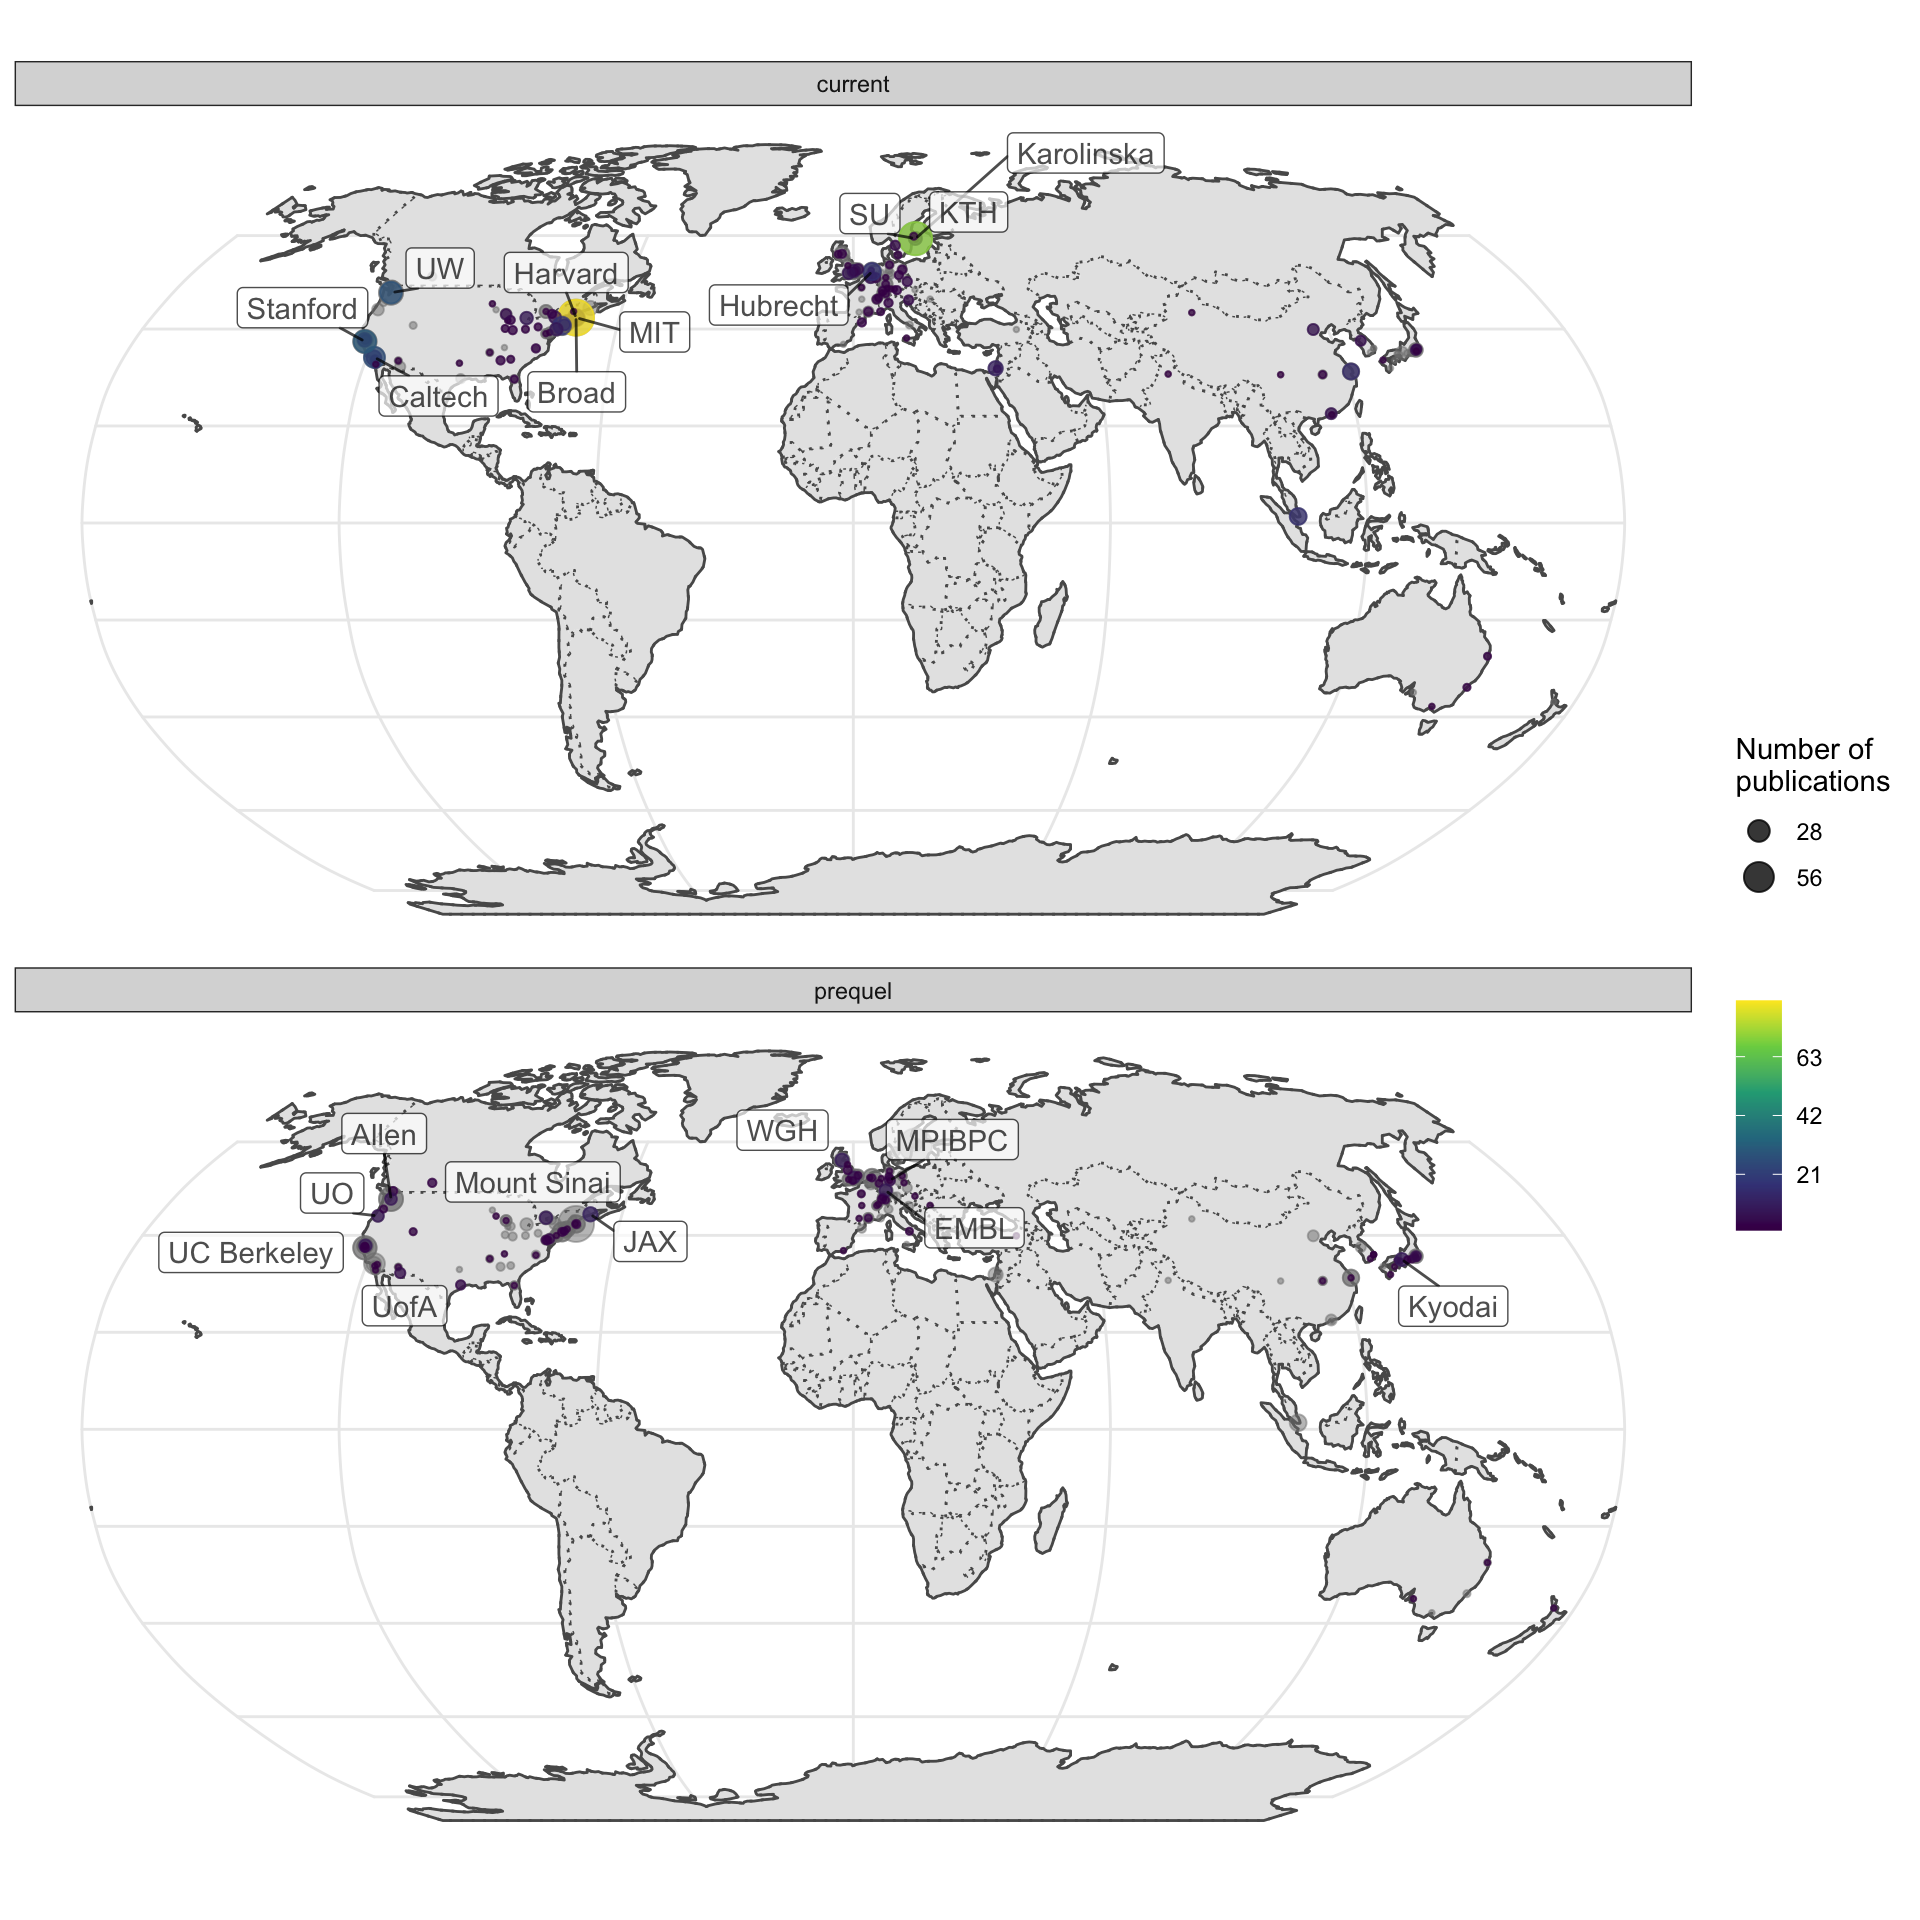 current
Karolinska
SU
KTH
UW
Harvard
Stanford
Hubrecht
MIT
Caltech
Broad
Number of
publications
28
56
prequel
63
42
21
Allen
WGH
MPIBPC
UO
Mount Sinai
EMBL
UC Berkeley
JAX
UofA
Kyodai